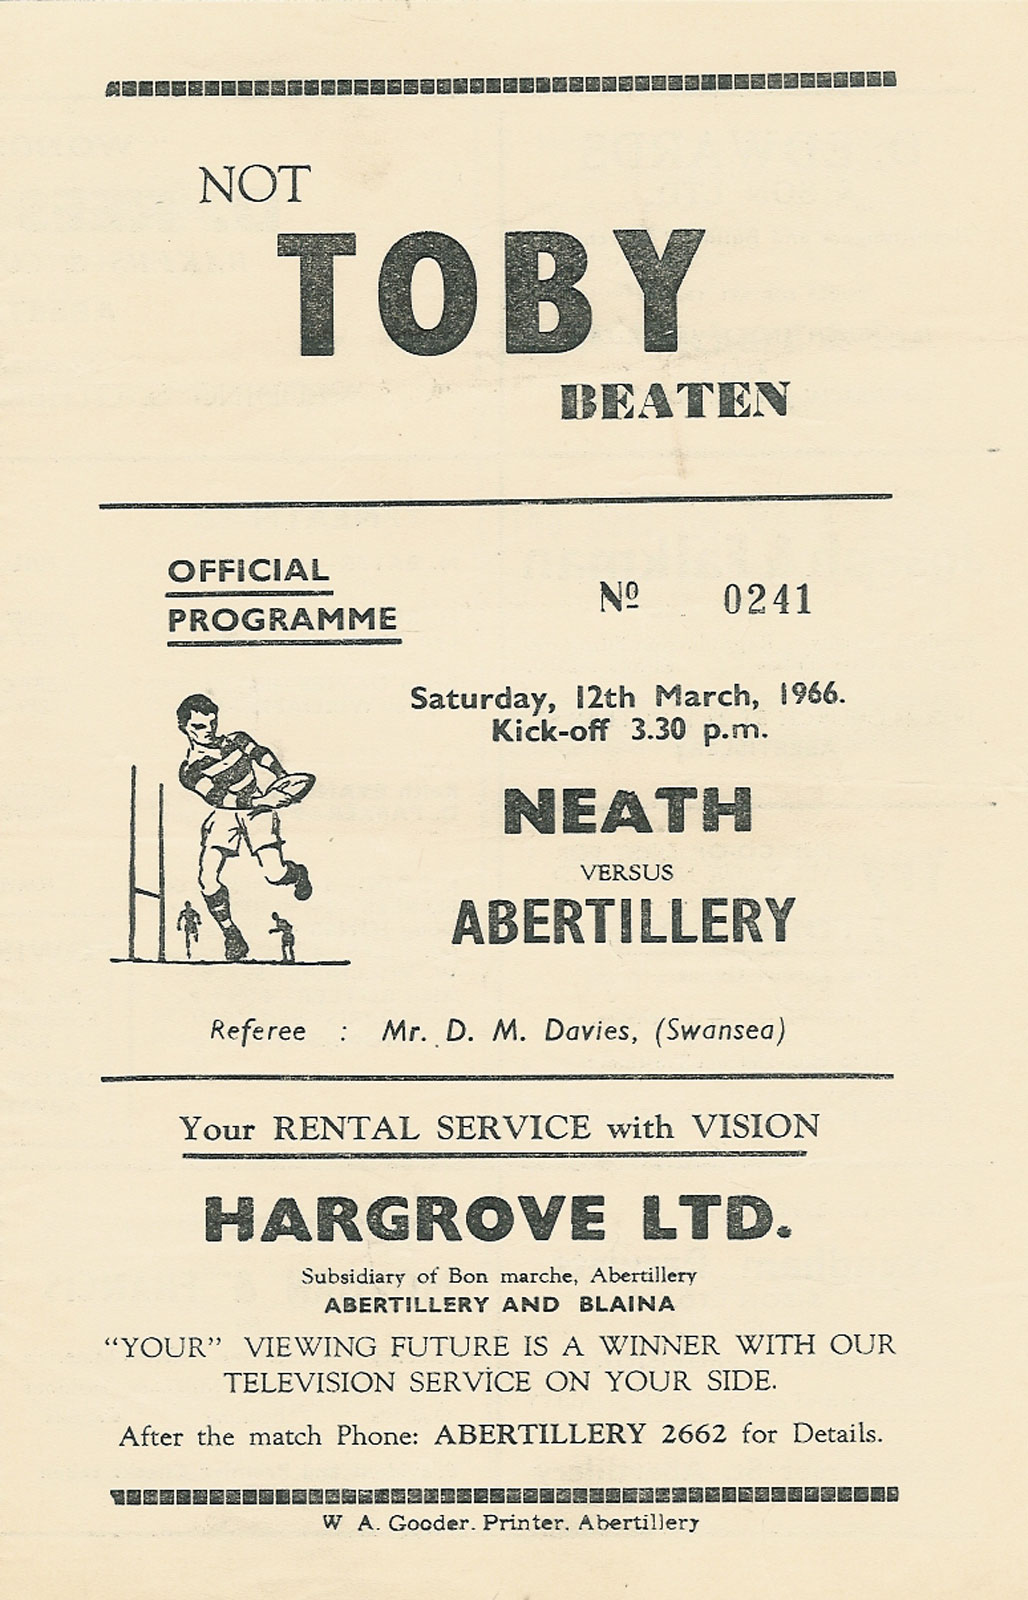 NOT
TOBY
BEATEN
OFFICIAL
PROGRAMME
Nº 0241
Saturday, 12th March, 1966.
Kick-off 3.30 p.m.
NEATH
VERSUS
ABERTILLERY
Referee : Mr. D. M. Davies, (Swansea)
Your RENTAL SERVICE with VISION
HARGROVE LTD.
Subsidiary of Bon marche, Abertillery
ABERTILLERY AND BLAINA
“YOUR” VIEWING FUTURE IS A WINNER WITH OUR
TELEVISION SERVICE ON YOUR SIDE.
After the match Phone: ABERTILLERY 2662 for Details.
W A. Gooder. Printer. Abertillery